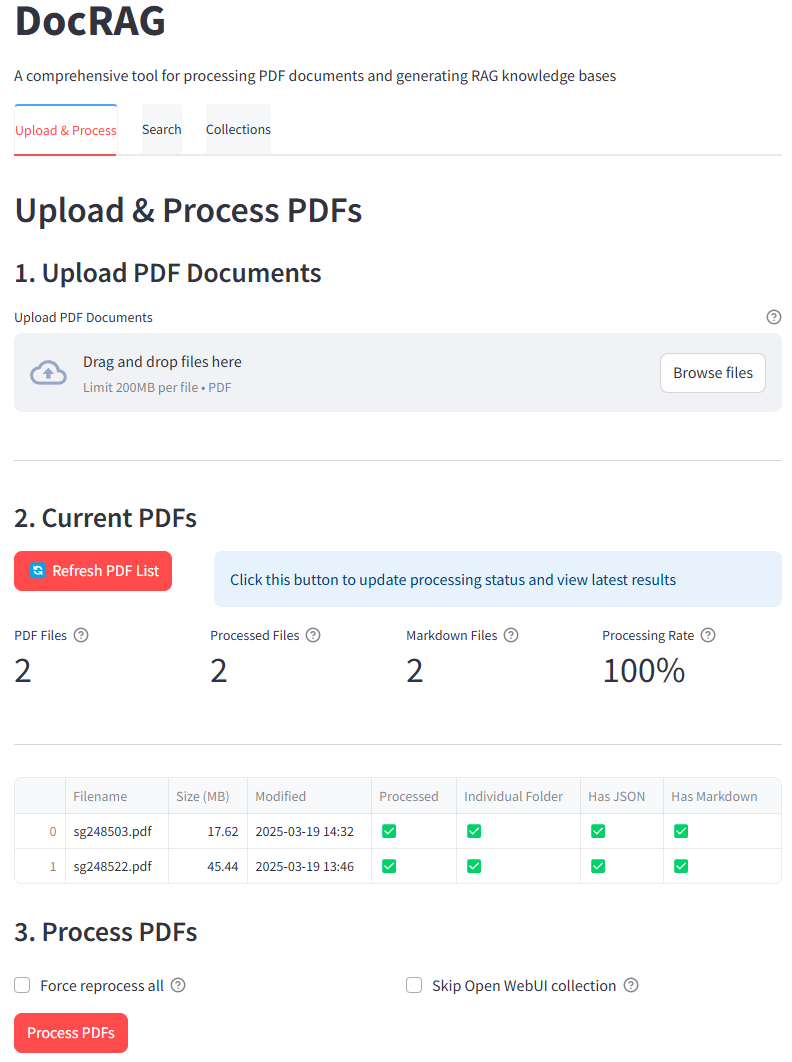 DocRAG
A comprehensive tool for processing PDF documents and generating RAG knowledge bases
Upload & Process Search Collections
Upload & Process PDFs
1. Upload PDF Documents
Upload PDF Documents
Drag and drop files here
Limit 200MB per file • PDF
Browse files
2. Current PDFs
Refresh PDF List
Click this button to update processing status and view latest results
PDF Files Processed Files Markdown Files Processing Rate
2 2 2 100%
Filename Size (MB) Modified Processed Individual Folder Has JSON Has Markdown
0 sg248503.pdf 17.62 2025-03-19 14:32 ✅ ✅ ✅ ✅
1 sg248522.pdf 45.44 2025-03-19 13:46 ✅ ✅ ✅ ✅
3. Process PDFs
Force reprocess all Skip Open WebUI collection
Process PDFs